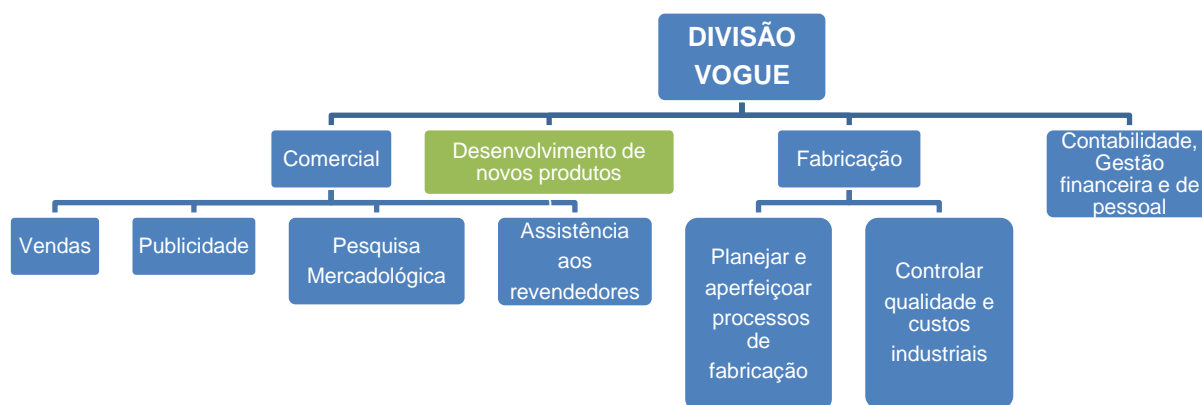 DIVISÃO
VOGUE
Comercial
Desenvolvimento de
novos produtos
Fabricação
Contabilidade,
Gestão
financeira e de
pessoal
Vendas
Publicidade
Pesquisa
Mercadológica
Assistência
aos
revendedores
Planejar e
aperfeiçoar
processos
de
fabricação
Controlar
qualidade e
custos
industriais